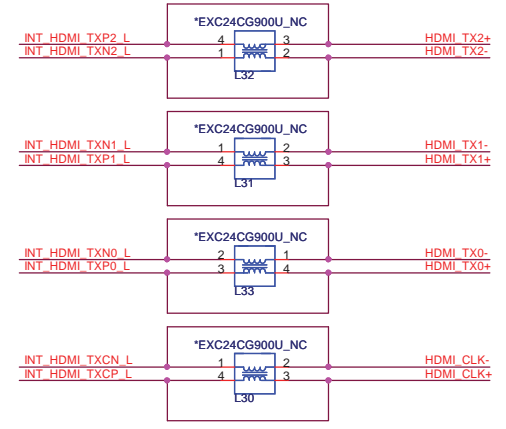 *EXC24CG900U_NC
INT_HDMI_TXP2_L 4 3 HDMI_TX2+
INT_HDMI_TXN2_L 1 2 HDMI_TX2-
L32
*EXC24CG900U_NC
INT_HDMI_TXN1_L 1 2 HDMI_TX1-
INT_HDMI_TXP1_L 4 3 HDMI_TX1+
L31
*EXC24CG900U_NC
INT_HDMI_TXN0_L 2 1 HDMI_TX0-
INT_HDMI_TXP0_L 3 4 HDMI_TX0+
L33
*EXC24CG900U_NC
INT_HDMI_TXCN_L 1 2 HDMI_CLK-
INT_HDMI_TXCP_L 4 3 HDMI_CLK+
L30